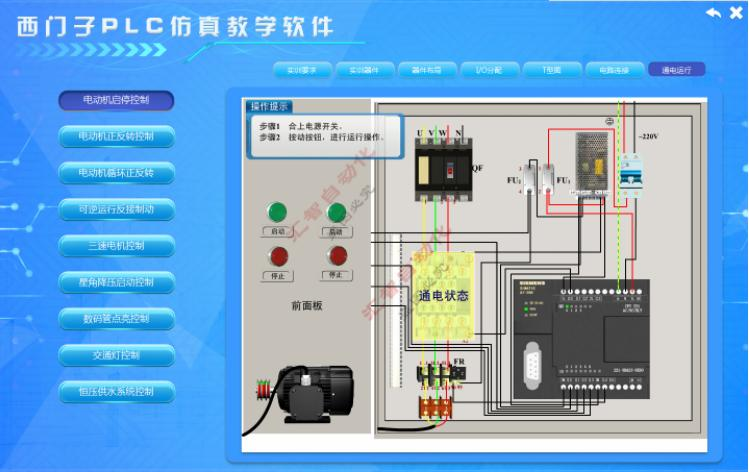 西门子PLC仿真教学软件
实训要求
实训器件
器件布局
I/O分配
T型图
电路连接
通电运行
电动机启停控制
电动机正反转控制
电动机循环正反转
可逆运行反接制动
三速电机控制
星角降压启动控制
数码管点亮控制
交通灯控制
恒压供水系统控制
操作提示
步骤1 合上电源开关。
步骤2 按动按钮，进行运行操作。
U V W N
QF
FU
FU
~220V
启动
启动
停止
停止
前面板
通电状态
FR
SIEMENS
汇智自动化
汇智自动化